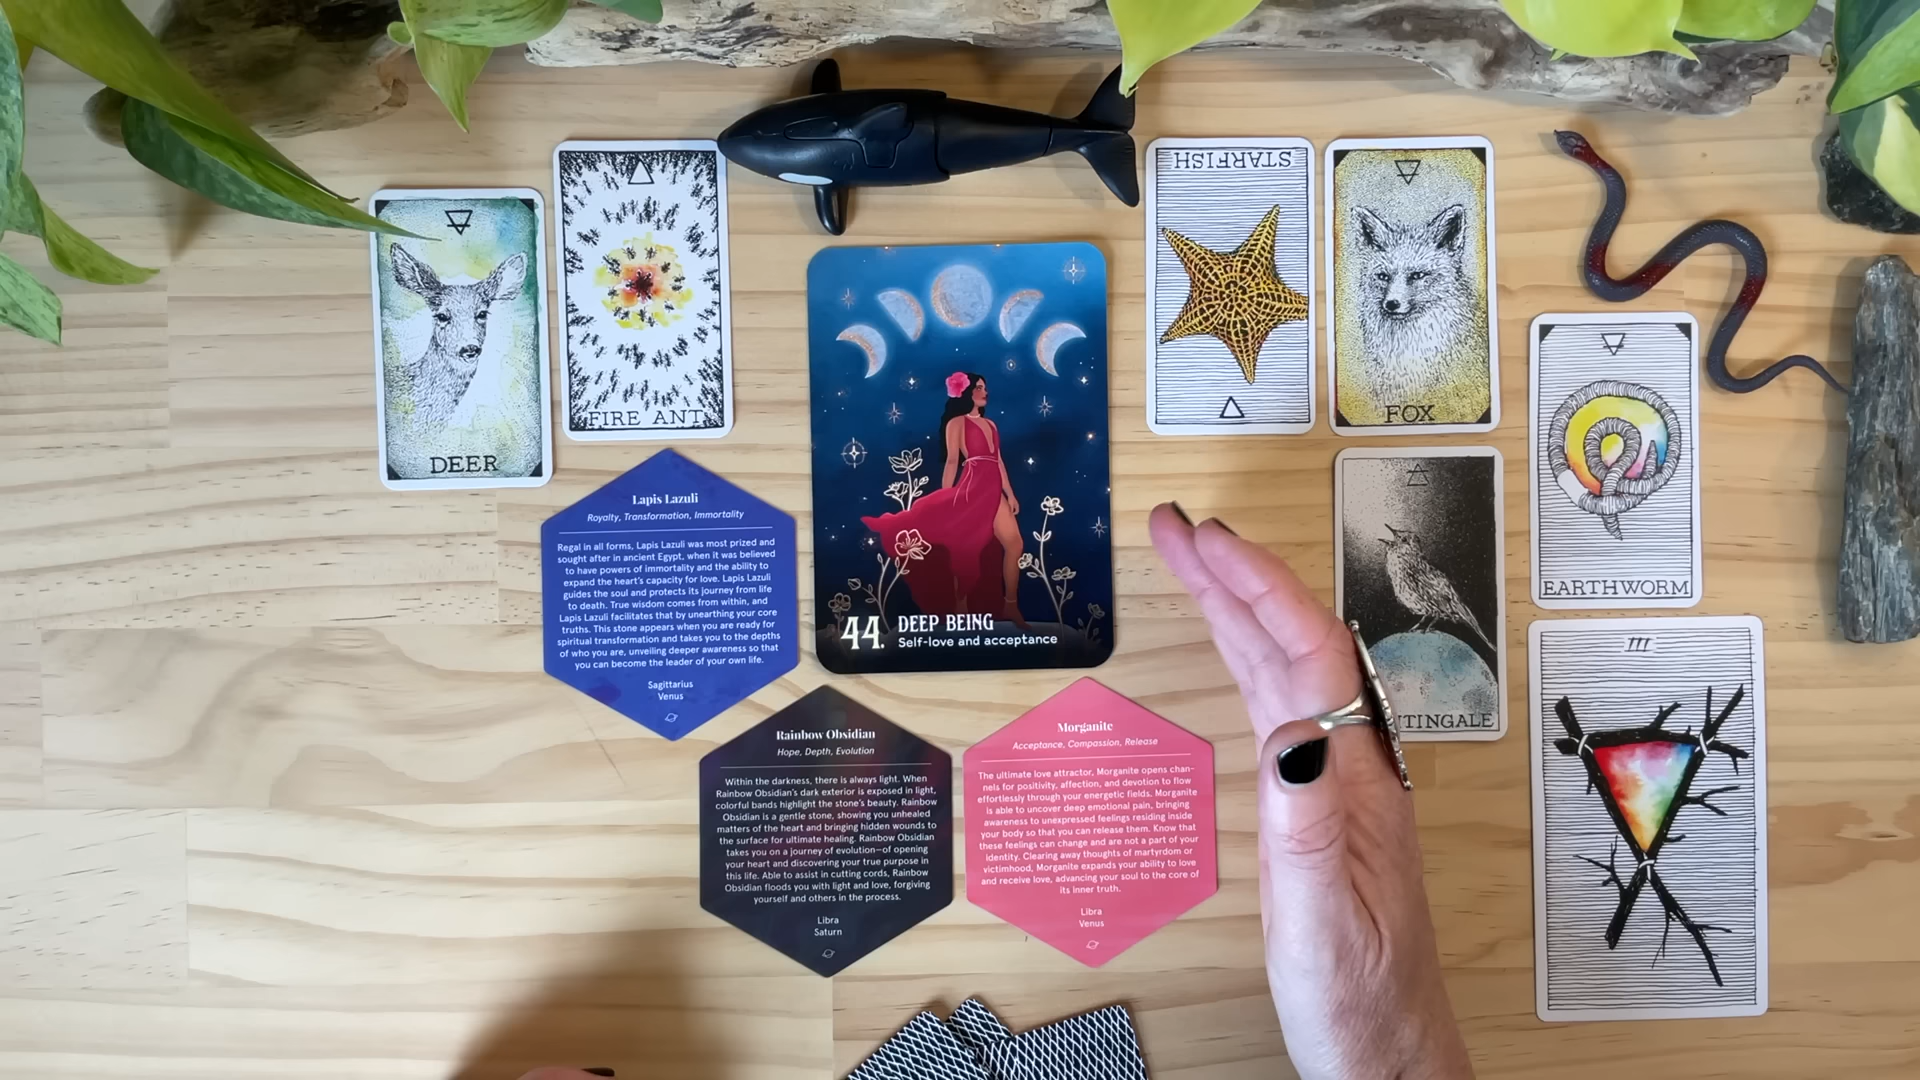 DEER
FIRE ANT
STARFISH
FOX
EARTHWORM
III
44. DEEP BEING
Self-love and acceptance
Lapis Lazuli
Royalty, Transformation, Immortality
Regal in all forms, Lapis Lazuli was most prized and
sought after in ancient Egypt, when it was believed
to have powers of immortality and the ability to
expand the heart's capacity for love. Lapis Lazuli
guides the soul and protects its journey from life
to death. True wisdom comes from within, and
Lapis Lazuli facilitates that by unearthing your core
truths. This stone appears when you are ready for
spiritual transformation and takes you to the depths
of who you are, unveiling deeper awareness so that
you can become the leader of your own life.
Sagittarius
Venus
Rainbow Obsidian
Hope, Depth, Evolution
Within the darkness, there is always light. When
Rainbow Obsidian's dark exterior is exposed in light,
colorful bands highlight the stone's beauty. Rainbow
Obsidian is a gentle stone, showing you unhealed
matters of the heart and bringing hidden wounds to
the surface for ultimate healing. Rainbow Obsidian
takes you on a journey of evolution—of opening
your heart and discovering your true purpose in
this life. Able to assist in cutting cords, Rainbow
Obsidian floods you with light and love, forgiving
yourself and others in the process.
Libra
Saturn
Morganite
Acceptance, Compassion, Release
The ultimate love attractor, Morganite opens chan-
nels for positivity, affection, and devotion to flow
effortlessly through your energetic fields. Morganite
is able to uncover deep emotional pain, bringing
awareness to unexpressed feelings residing inside
your body so that you can release them. Know that
these feelings can change and are not a part of your
identity. Clearing away thoughts of martyrdom or
victimhood, Morganite expands your ability to love
and receive love, advancing your soul to the core of
its inner truth.
Libra
Venus